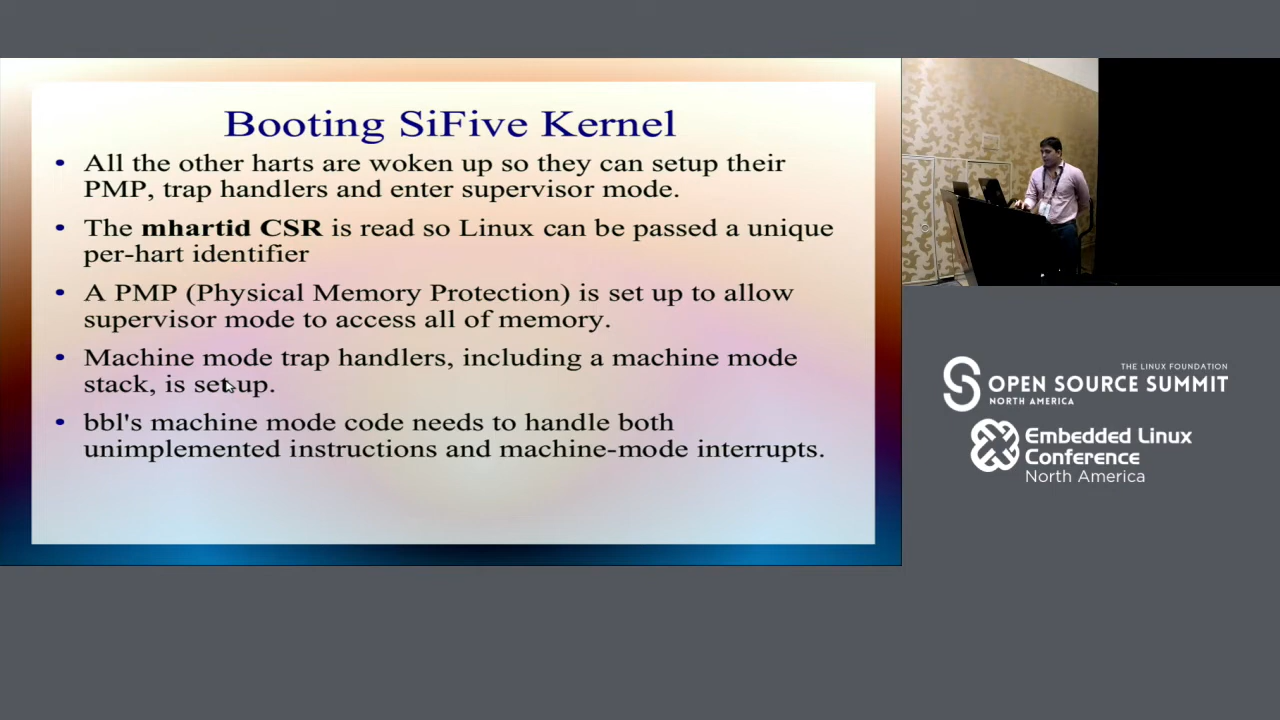 Booting SiFive Kernel
• All the other harts are woken up so they can setup their
PMP, trap handlers and enter supervisor mode.
• The mhartid CSR is read so Linux can be passed a unique
per-hart identifier
• A PMP (Physical Memory Protection) is set up to allow
supervisor mode to access all of memory.
• Machine mode trap handlers, including a machine mode
stack, is set up.
• bbl's machine mode code needs to handle both
unimplemented instructions and machine-mode interrupts.
THE LINUX FOUNDATION
OPEN SOURCE SUMMIT
NORTH AMERICA
Embedded Linux
Conference
North America